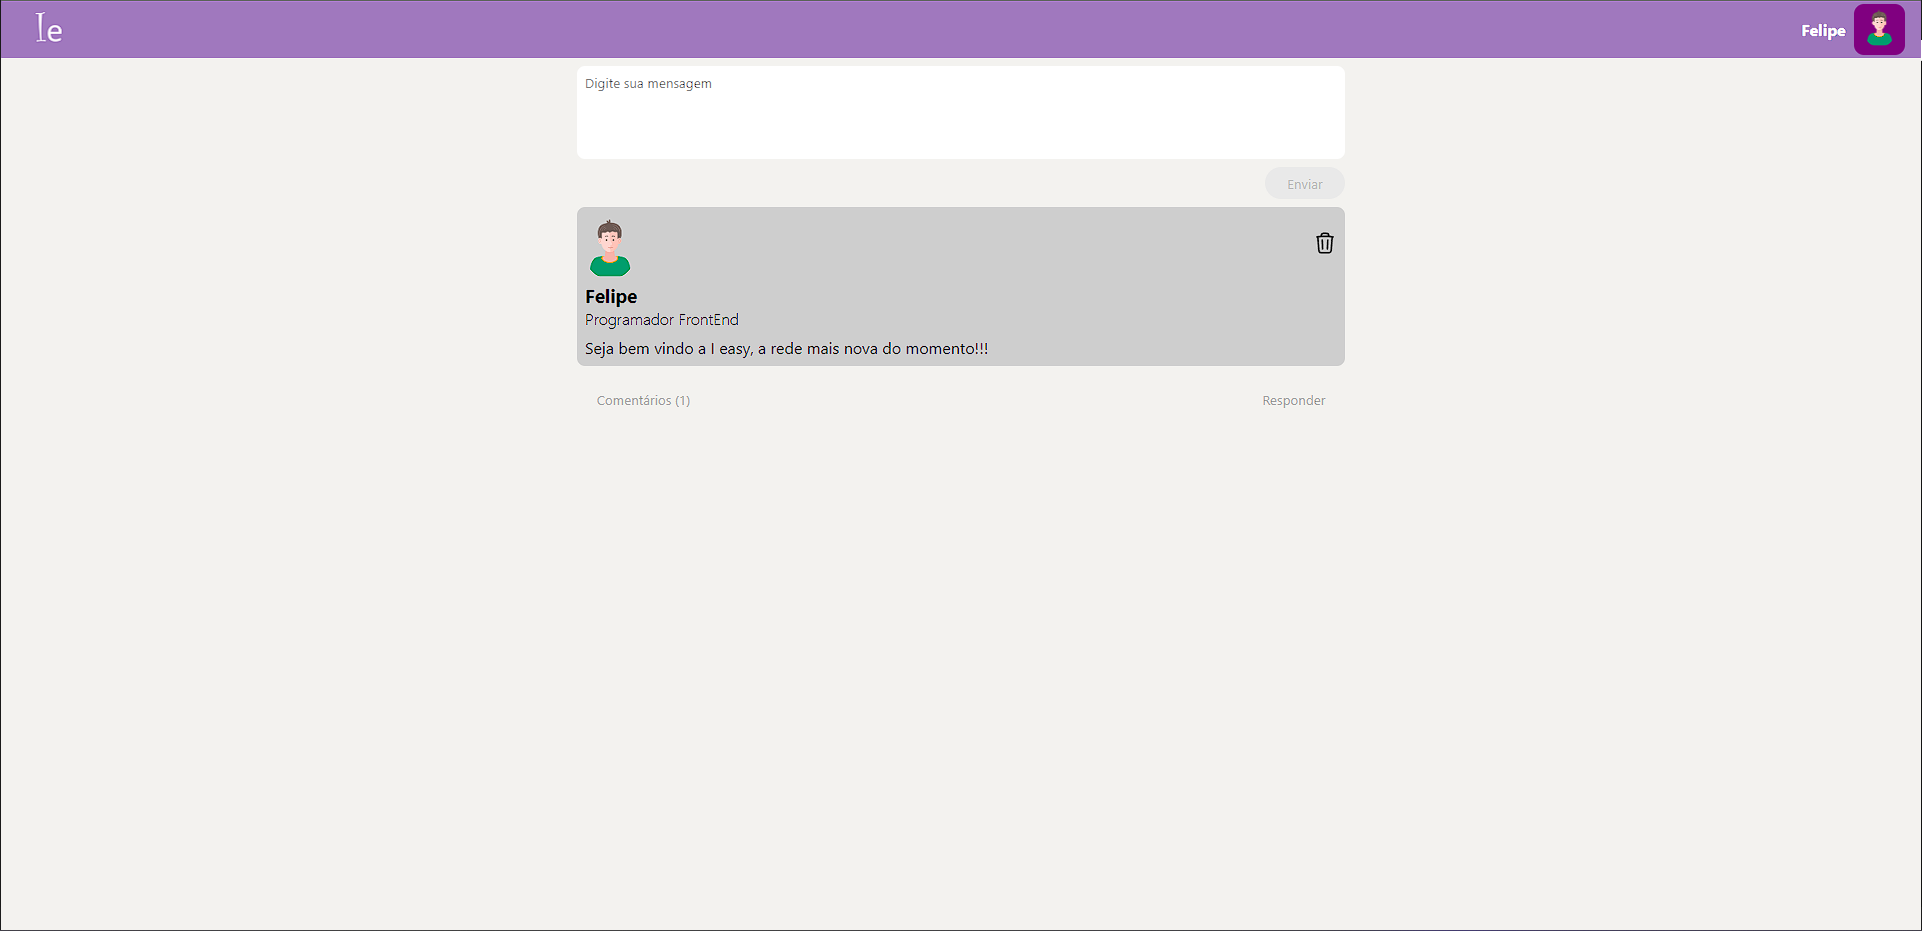 Ie
Felipe
Digite sua mensagem
Enviar
Felipe
Programador FrontEnd
Seja bem vindo a I easy, a rede mais nova do momento!!!
Comentários (1)
Responder